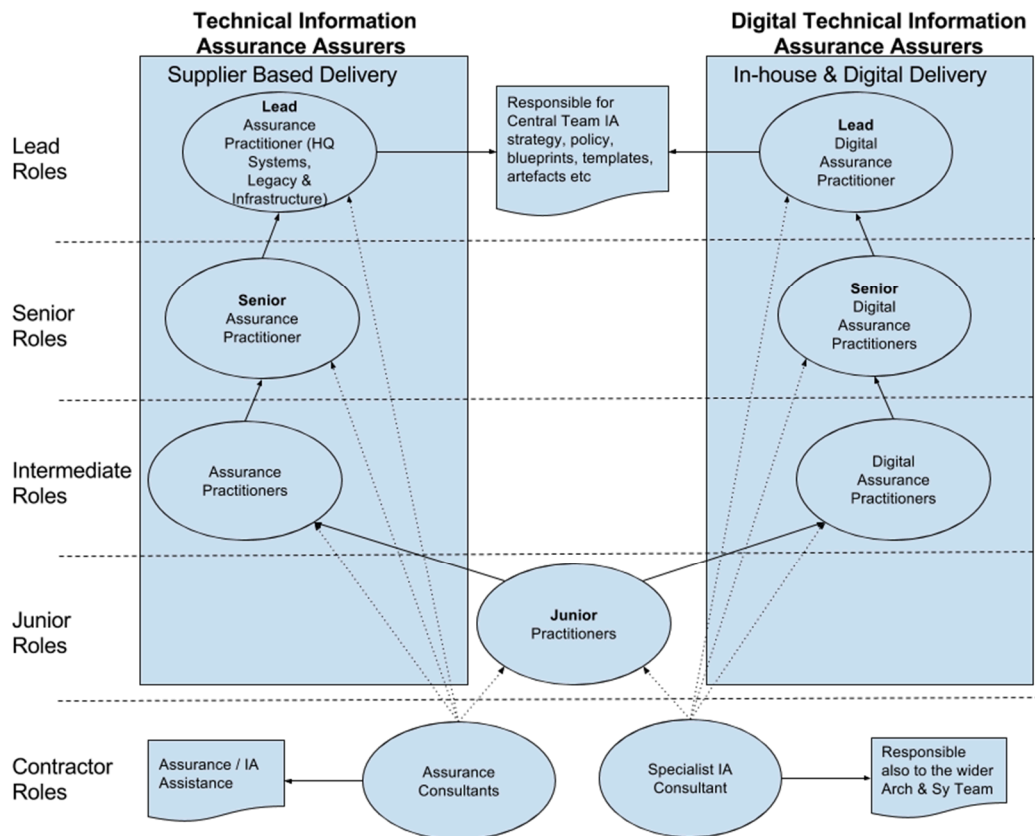 Technical Information
Assurance Assurers
Digital Technical Information
Assurance Assurers
Supplier Based Delivery
In-house & Digital Delivery
Lead
Roles
Lead
Assurance
Practitioner (HQ
Systems,
Legacy &
Infrastructure)
Responsible for
Central Team IA
strategy, policy,
blueprints, templates,
artefacts etc
Lead
Digital
Assurance
Practitioner
Senior
Roles
Senior
Assurance
Practitioner
Senior
Digital
Assurance
Practitioners
Intermediate
Roles
Assurance
Practitioners
Digital
Assurance
Practitioners
Junior
Roles
Junior
Practitioners
Contractor
Roles
Assurance / IA
Assistance
Assurance
Consultants
Specialist IA
Consultant
Responsible
also to the wider
Arch & Sy Team